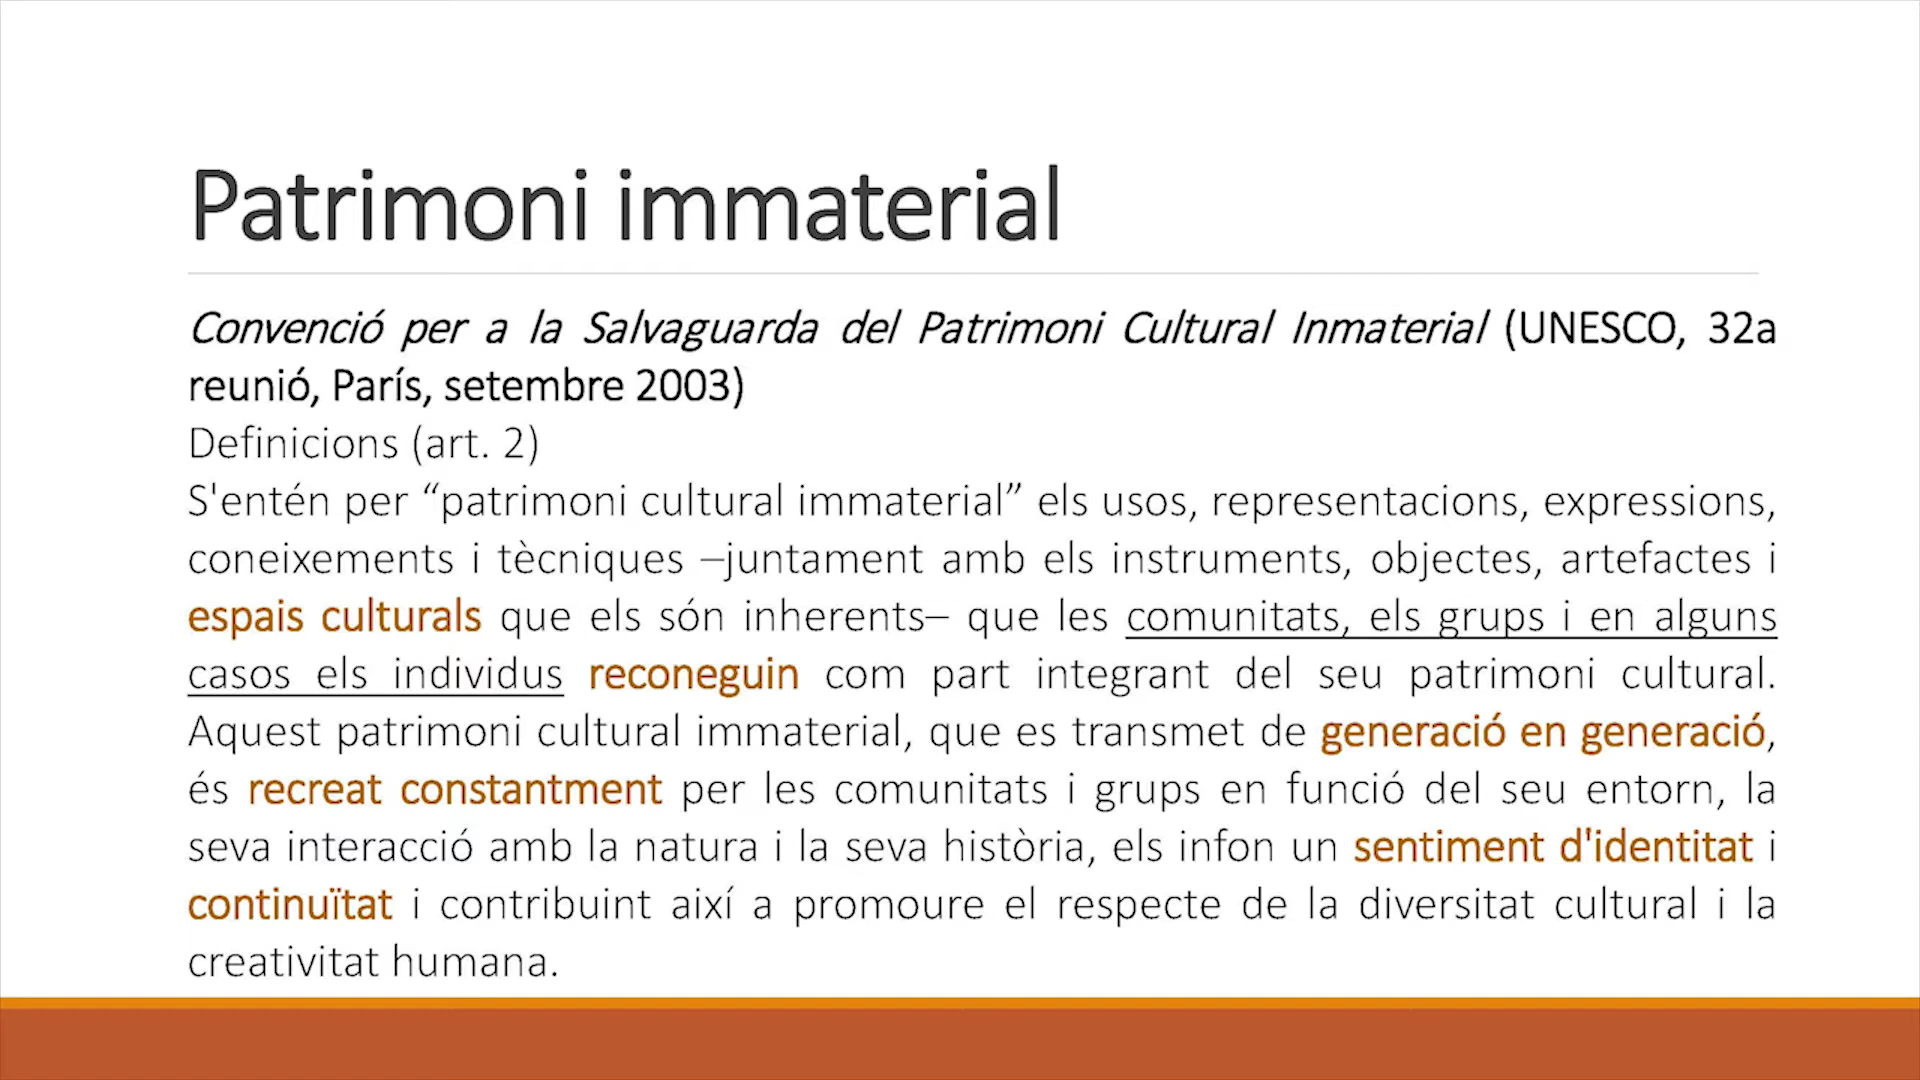 Patrimoni immaterial
Convenció per a la Salvaguarda del Patrimoni Cultural Inmaterial (UNESCO, 32a
reunió, París, setembre 2003)
Definicions (art. 2)
S'entén per “patrimoni cultural immaterial” els usos, representacions, expressions,
coneixements i tècniques –juntament amb els instruments, objectes, artefactes i
espais culturals que els són inherents– que les comunitats, els grups i en alguns
casos els individus reconeguin com part integrant del seu patrimoni cultural.
Aquest patrimoni cultural immaterial, que es transmet de generació en generació,
és recreat constantment per les comunitats i grups en funció del seu entorn, la
seva interacció amb la natura i la seva història, els infon un sentiment d'identitat i
continuïtat i contribuint així a promoure el respecte de la diversitat cultural i la
creativitat humana.